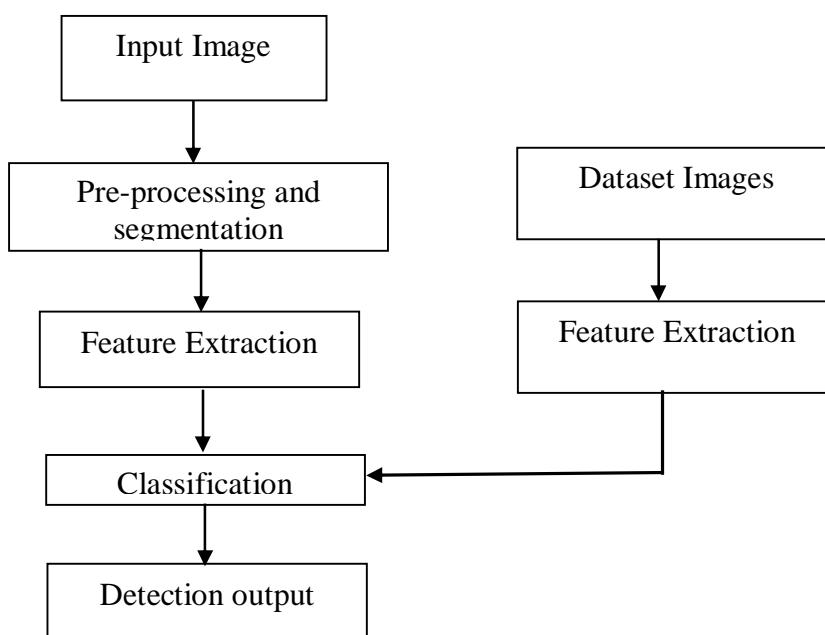 Input Image
Pre-processing and
segmentation
Feature Extraction
Classification
Detection output
Dataset Images
Feature Extraction